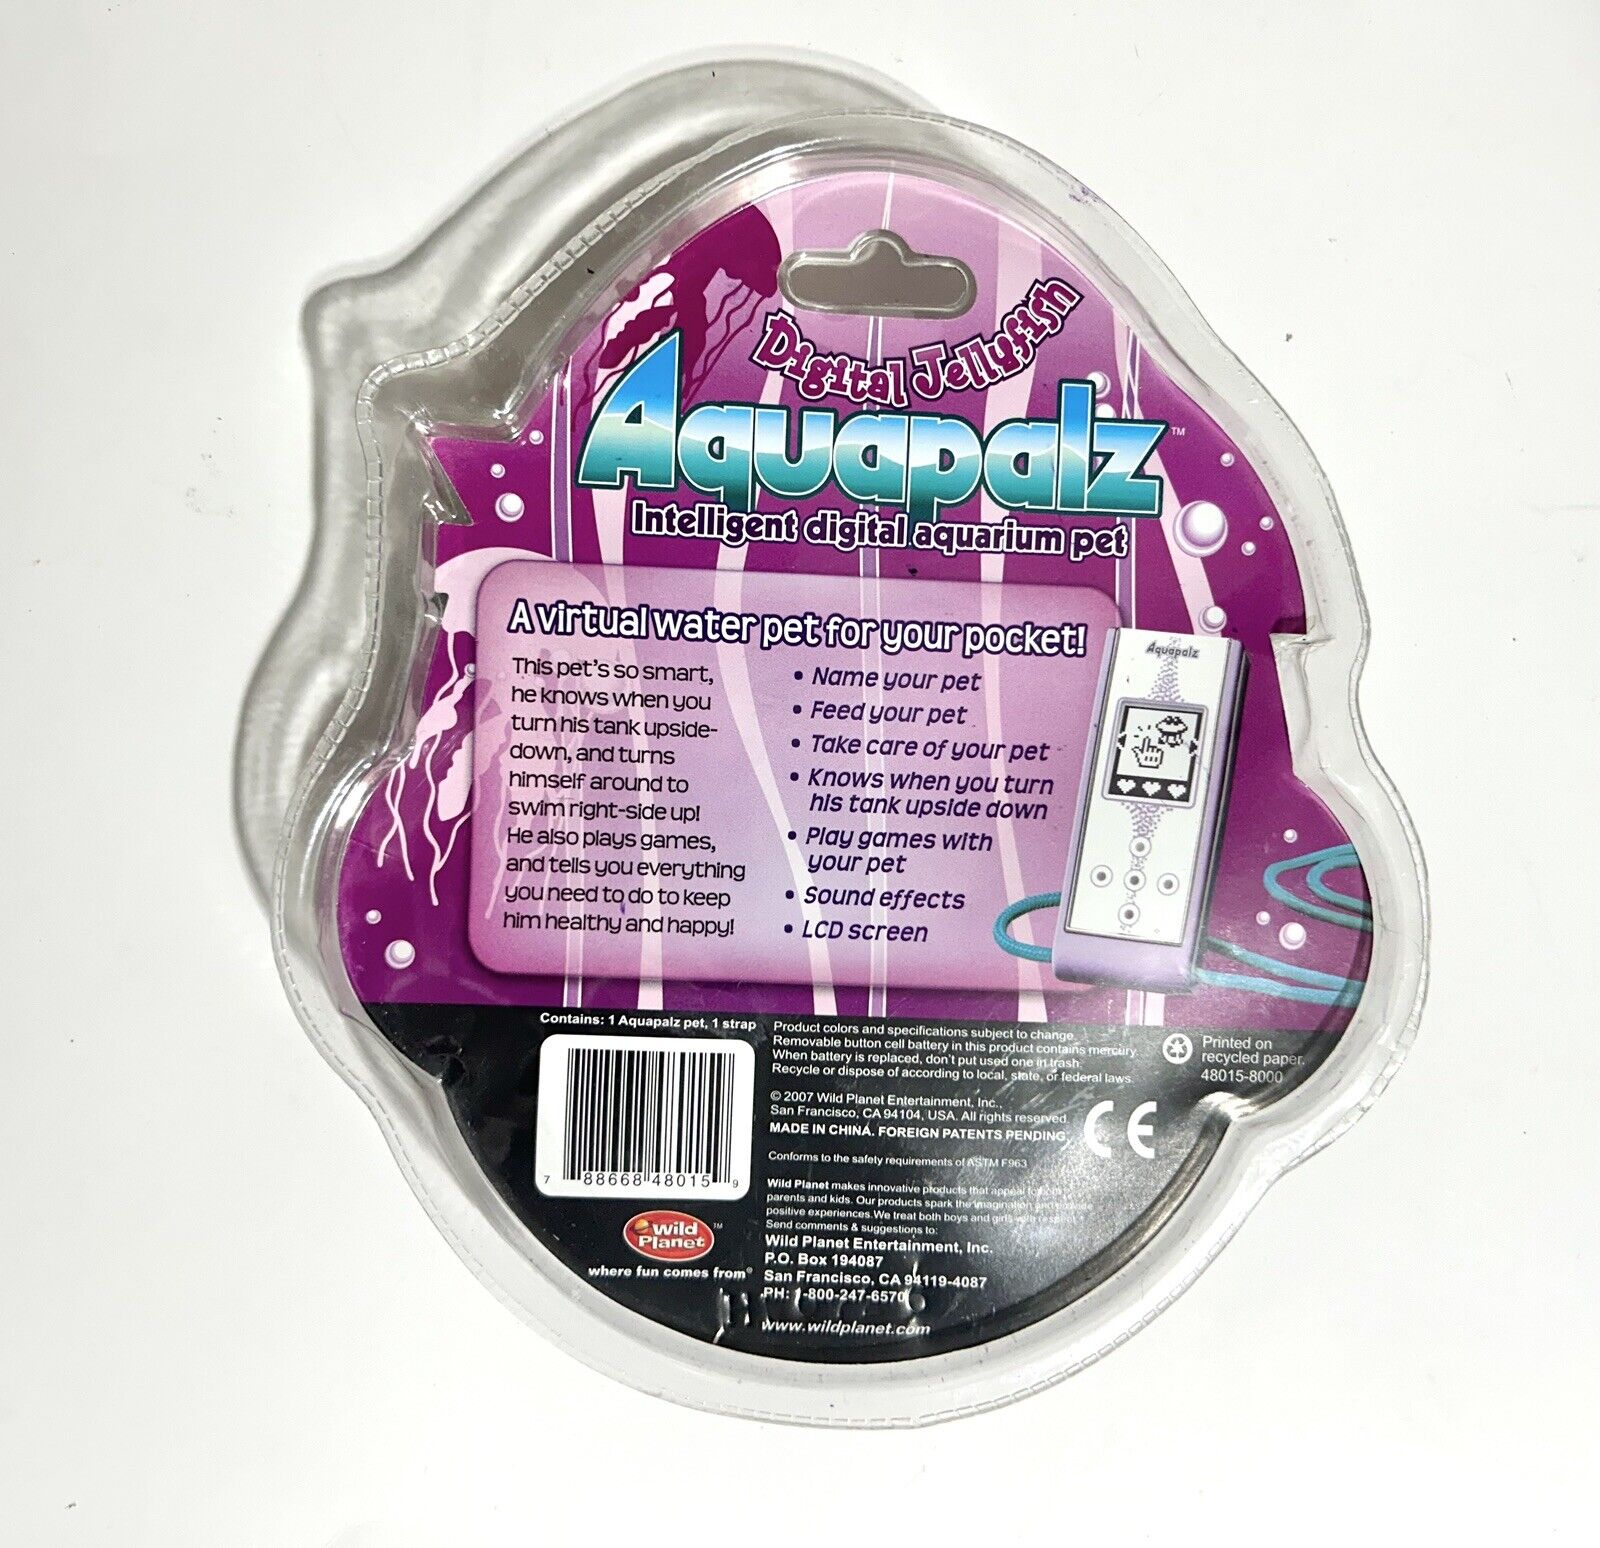 Digital Jellyfish
Aquapalz™
Intelligent digital aquarium pet
A virtual water pet for your pocket!
This pet's so smart,
he knows when you
turn his tank upside-
down, and turns
himself around to
swim right-side up!
He also plays games,
and tells you everything
you need to do to keep
him healthy and happy!
• Name your pet
• Feed your pet
• Take care of your pet
• Knows when you turn
his tank upside down
• Play games with
your pet
• Sound effects
• LCD screen
Aquapalz
Contains: 1 Aquapalz pet, 1 strap
7 88668 48015 9
Wild
Planet™
where fun comes from®
Product colors and specifications subject to change.
Removable button cell battery in this product contains mercury.
When battery is replaced, don't put used one in trash.
Recycle or dispose of according to local, state, or federal laws.
© 2007 Wild Planet Entertainment, Inc.,
San Francisco, CA 94104, USA. All rights reserved.
MADE IN CHINA. FOREIGN PATENTS PENDING.
CE
Conforms to the safety requirements of ASTM F963
Wild Planet makes innovative products that appeal to both
parents and kids. Our products spark the imagination and provide
positive experiences. We treat both boys and girls with respect.
Send comments & suggestions to:
Wild Planet Entertainment, Inc.
P.O. Box 194087
San Francisco, CA 94119-4087
PH: 1-800-247-6570
www.wildplanet.com
Printed on
recycled paper.
48015-8000